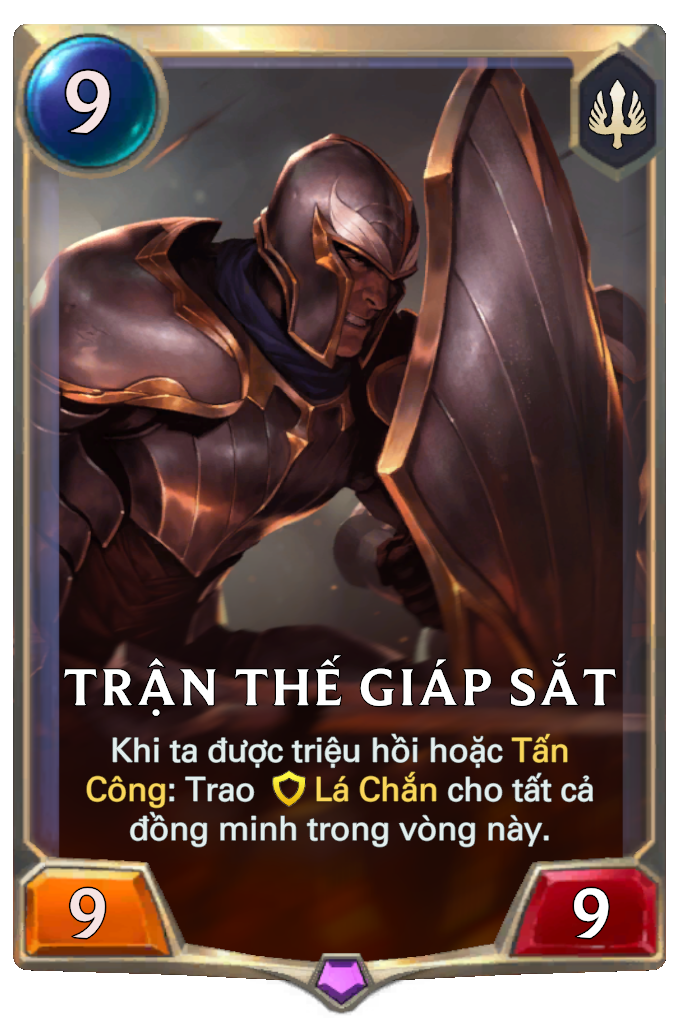 9
TRẬN THẾ GIÁP SẮT
Khi ta được triệu hồi hoặc Tấn
Công: Trao Lá Chắn cho tất cả
đồng minh trong vòng này.
9
9